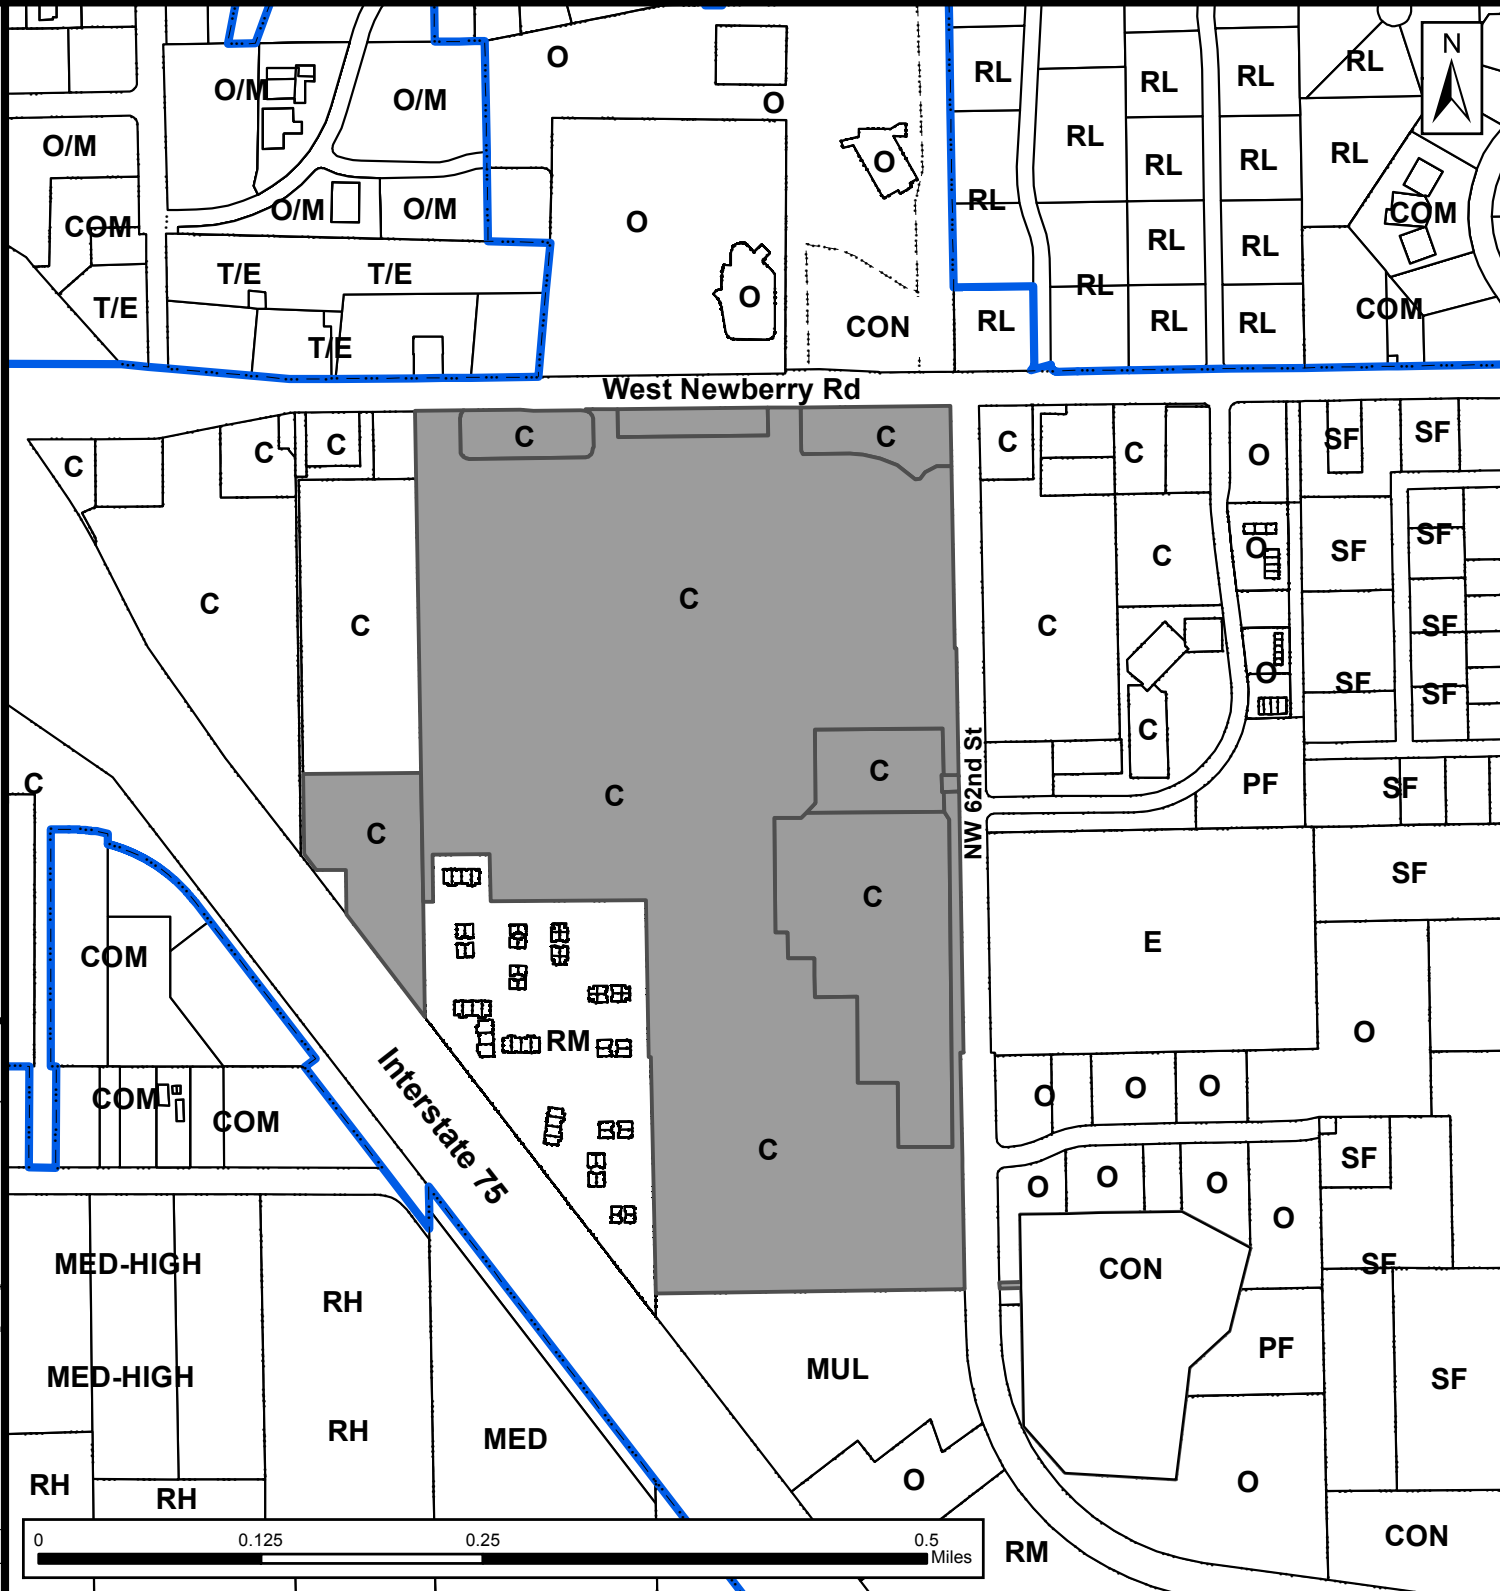 O
N
RL
RL
RL
RL
O/M
O/M
O
RL
O/M
O
RL
RL
RL
RL
O/M
O/M
COM
O
COM
RL
RL
T/E
T/E
RL
O
T/E
CON
RL
RL
RL
COM
T/E
West Newberry Rd
C
C
C
C
C
C
C
O
SF
SF
C
C
O
SF
SF
C
C
C
C
SF
O
SF
SF
C
NW 62nd St
C
C
C
PF
SF
C
C
SF
E
COM
RM
O
Interstate 75
COM
COM
O
O
O
C
SF
O
O
O
O
MED-HIGH
CON
SF
RH
PF
MED-HIGH
MUL
SF
RH
MED
RH
RH
O
O
CON
RM
0
0.125
0.25
0.5
Miles